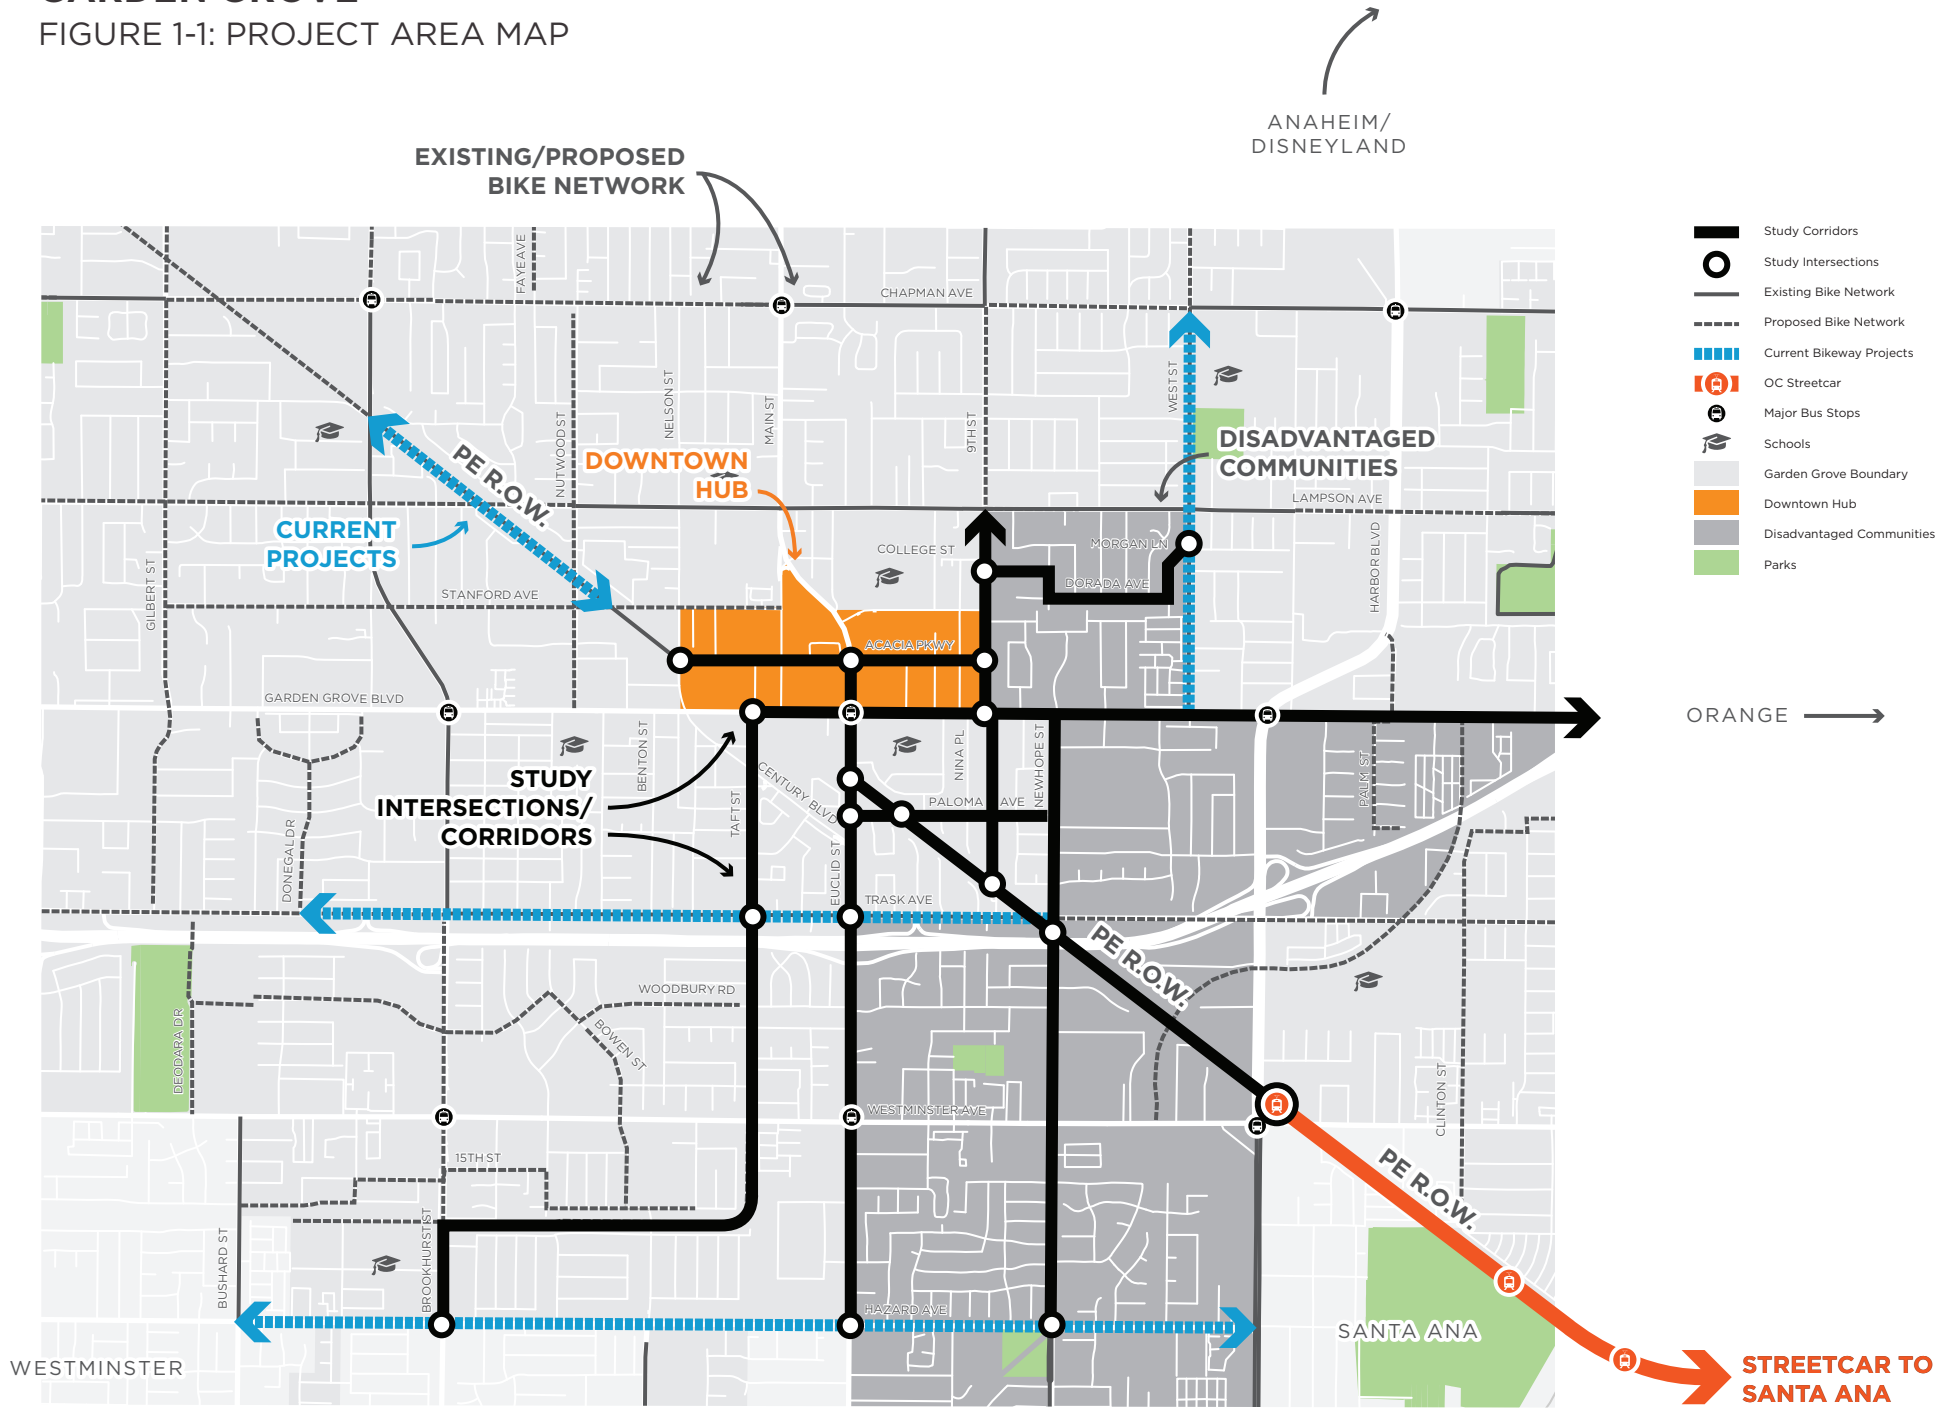 FIGURE 1-1: PROJECT AREA MAP
ANAHEIM/
DISNEYLAND
EXISTING/PROPOSED
BIKE NETWORK
Study Corridors
Study Intersections
Existing Bike Network
Proposed Bike Network
Current Bikeway Projects
OC Streetcar
Major Bus Stops
Schools
Garden Grove Boundary
Downtown Hub
Disadvantaged Communities
Parks
FAYE AVE
CHAPMAN AVE
NELSON ST
MAIN ST
9TH ST
WEST ST
NUTWOOD ST
PE R.O.W.
DOWNTOWN
HUB
DISADVANTAGED
COMMUNITIES
LAMPSON AVE
CURRENT
PROJECTS
COLLEGE ST
MORGAN LN
HARBOR BLVD
DORADA AVE
GILBERT ST
STANFORD AVE
ACACIA PKWY
GARDEN GROVE BLVD
ORANGE
BENTON ST
NINA PL
NEWHOPE ST
PALM ST
STUDY
INTERSECTIONS/
CORRIDORS
CENTURY BLVD
TAFT ST
PALOMA AVE
DONEGAL DR
EUCLID ST
TRASK AVE
PE R.O.W.
WOODBURY RD
BOWEN ST
DEODARA DR
CLINTON ST
WESTMINSTER AVE
15TH ST
PE R.O.W.
BUSHARD ST
BROOKHURST ST
HAZARD AVE
SANTA ANA
WESTMINSTER
STREETCAR TO
SANTA ANA